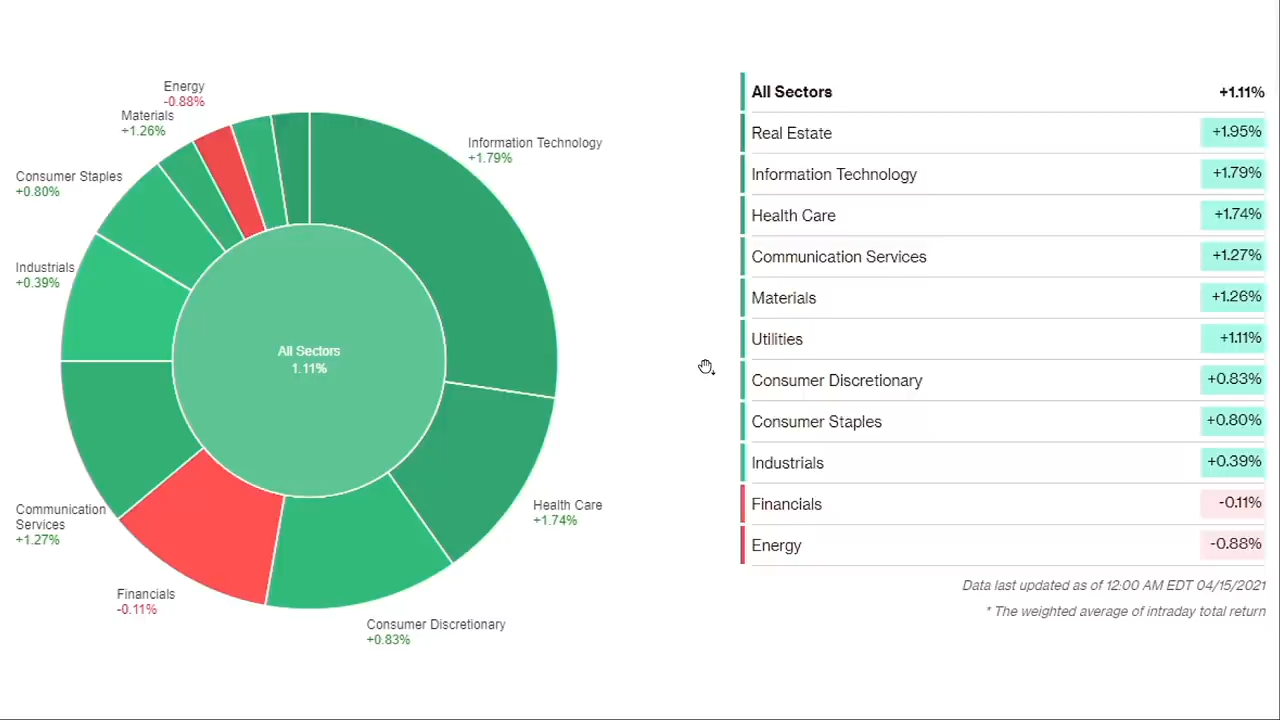 Energy
-0.88%
Materials
+1.26%
Consumer Staples
+0.80%
Industrials
+0.39%
Communication
Services
+1.27%
Financials
-0.11%
Consumer Discretionary
+0.83%
Health Care
+1.74%
Information Technology
+1.79%
All Sectors
1.11%
All Sectors +1.11%
Real Estate +1.95%
Information Technology +1.79%
Health Care +1.74%
Communication Services +1.27%
Materials +1.26%
Utilities +1.11%
Consumer Discretionary +0.83%
Consumer Staples +0.80%
Industrials +0.39%
Financials -0.11%
Energy -0.88%
Data last updated as of 12:00 AM EDT 04/15/2021
* The weighted average of intraday total return